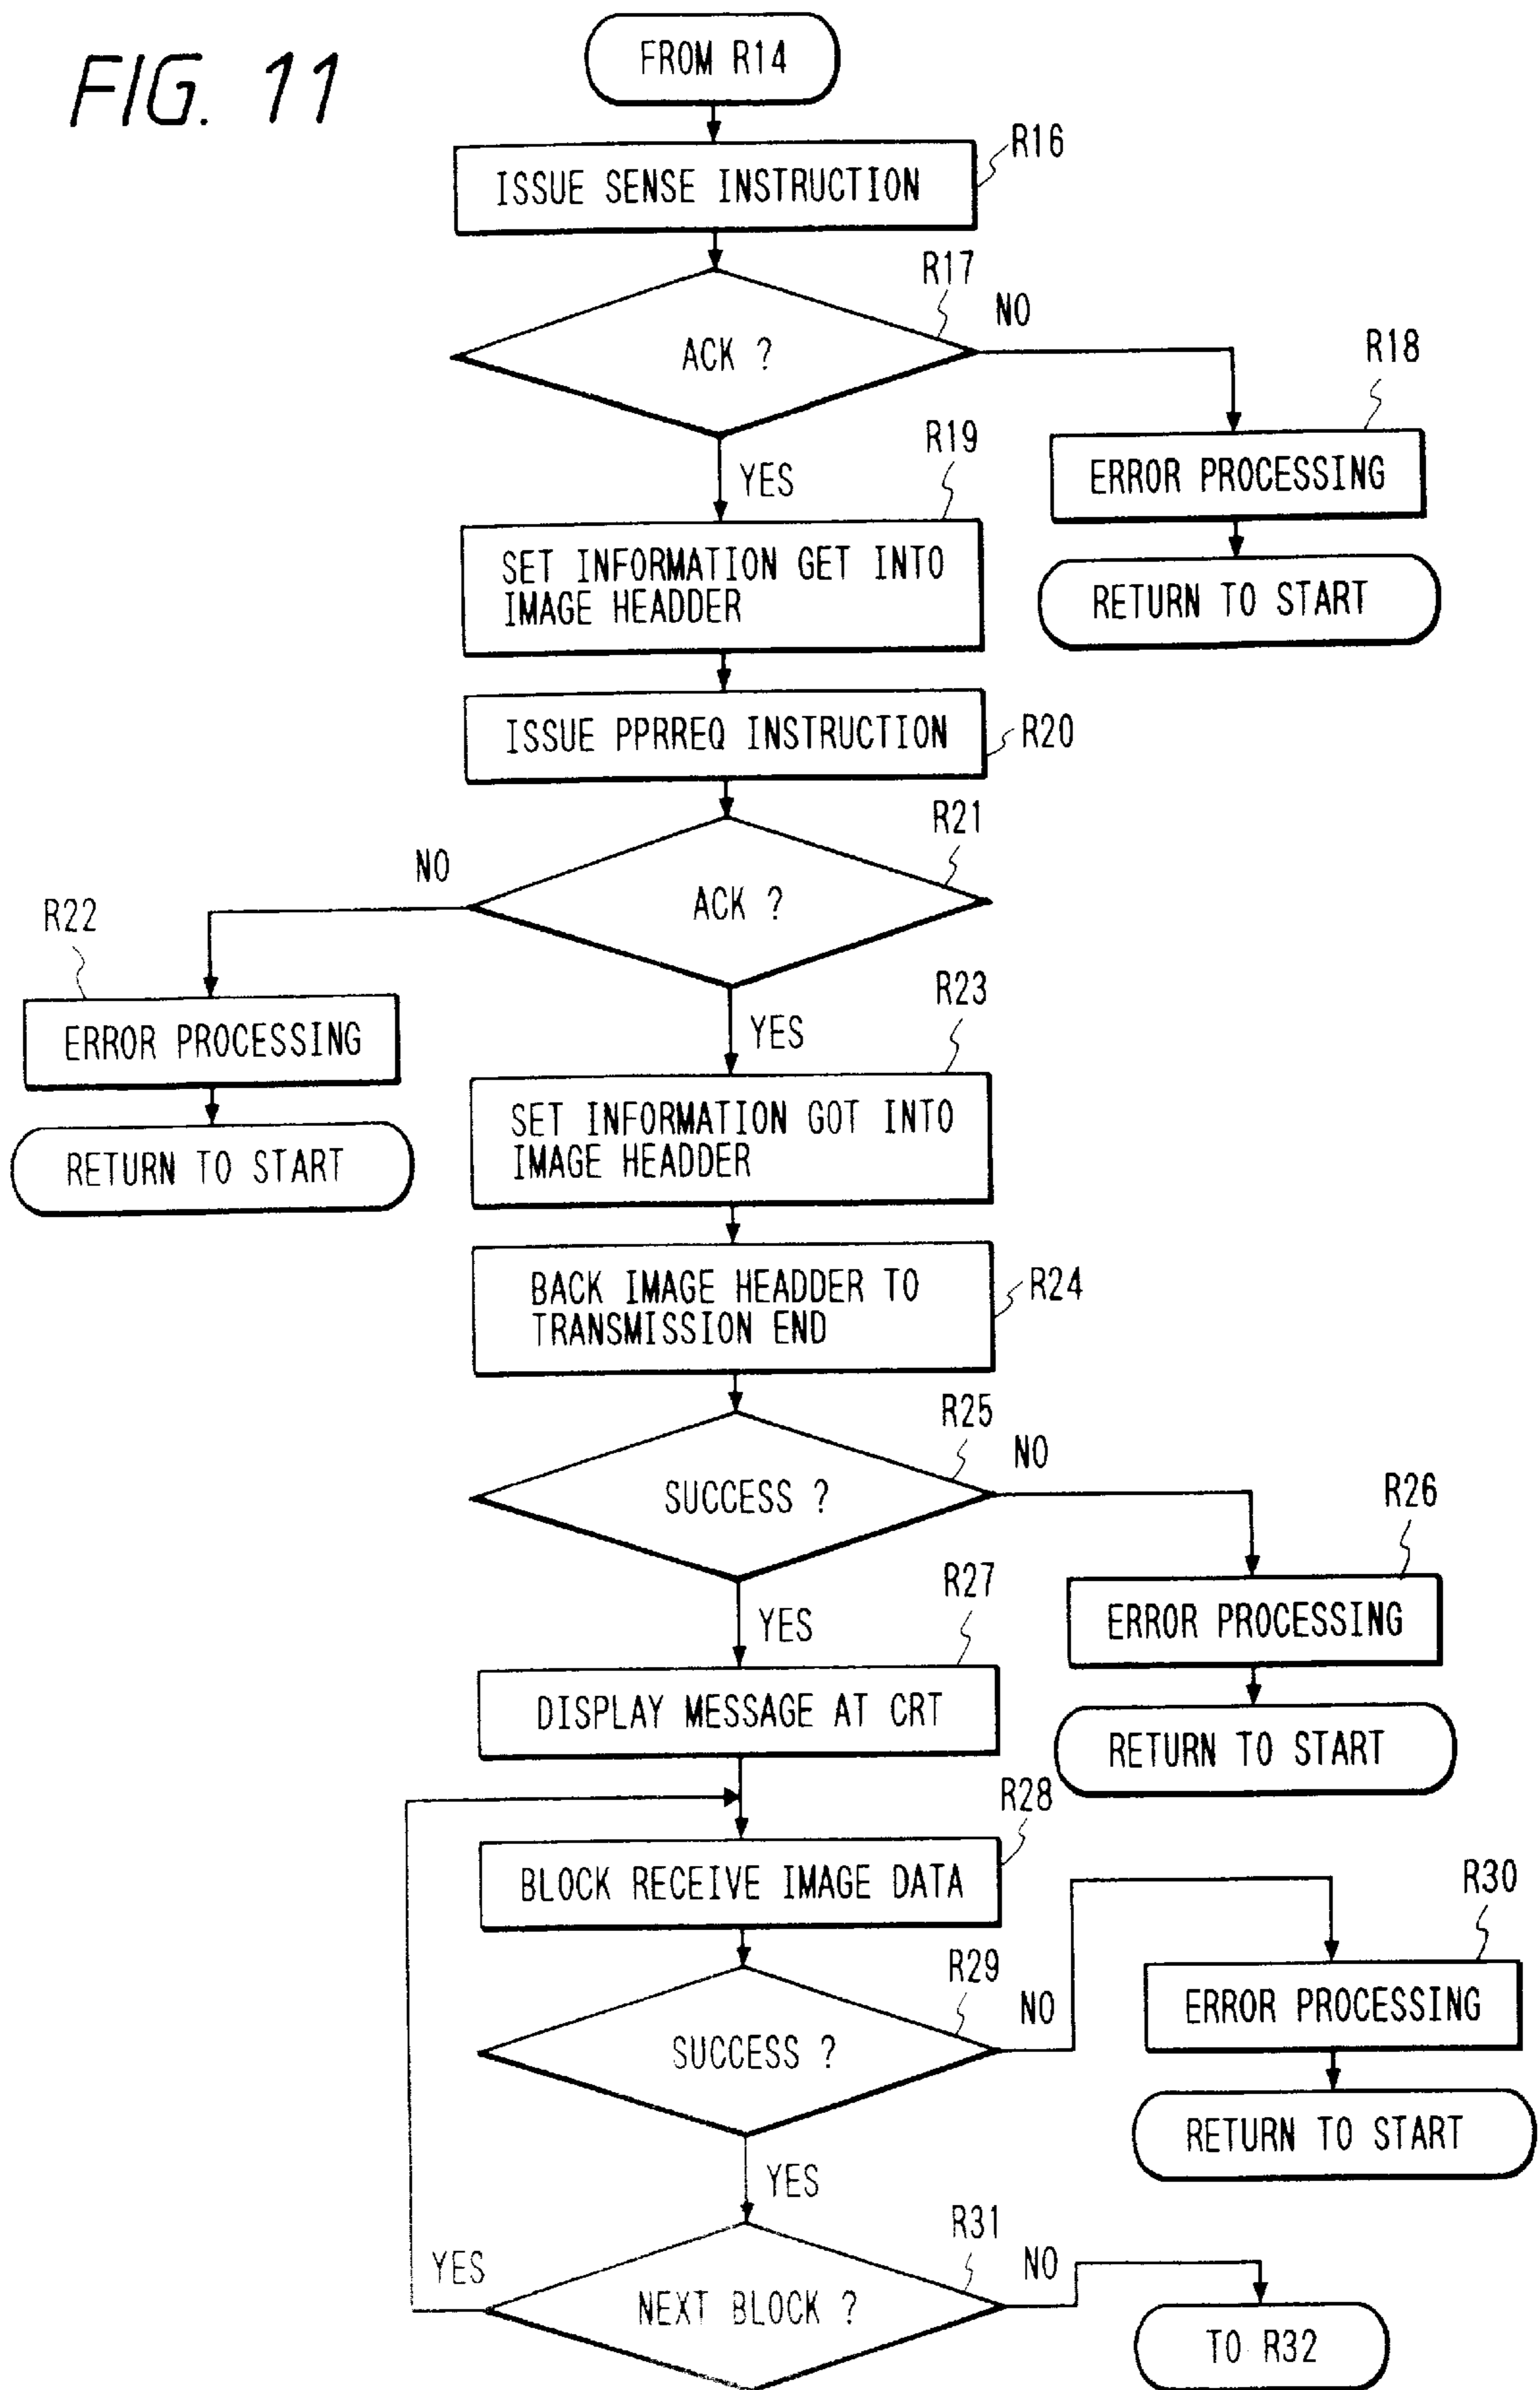 FIG. 11
FROM R14
R16
ISSUE SENSE INSTRUCTION
R17
NO
ACK ?
R18
YES
R19
ERROR PROCESSING
SET INFORMATION GET INTO
IMAGE HEADDER
RETURN TO START
ISSUE PPRREQ INSTRUCTION
R20
R21
NO
ACK ?
R22
YES
R23
ERROR PROCESSING
SET INFORMATION GOT INTO
IMAGE HEADDER
RETURN TO START
BACK IMAGE HEADDER TO
TRANSMISSION END
R24
R25
NO
SUCCESS ?
R26
YES
R27
ERROR PROCESSING
DISPLAY MESSAGE AT CRT
RETURN TO START
R28
BLOCK RECEIVE IMAGE DATA
R30
R29
NO
ERROR PROCESSING
SUCCESS ?
RETURN TO START
YES
R31
YES
NO
NEXT BLOCK ?
TO R32